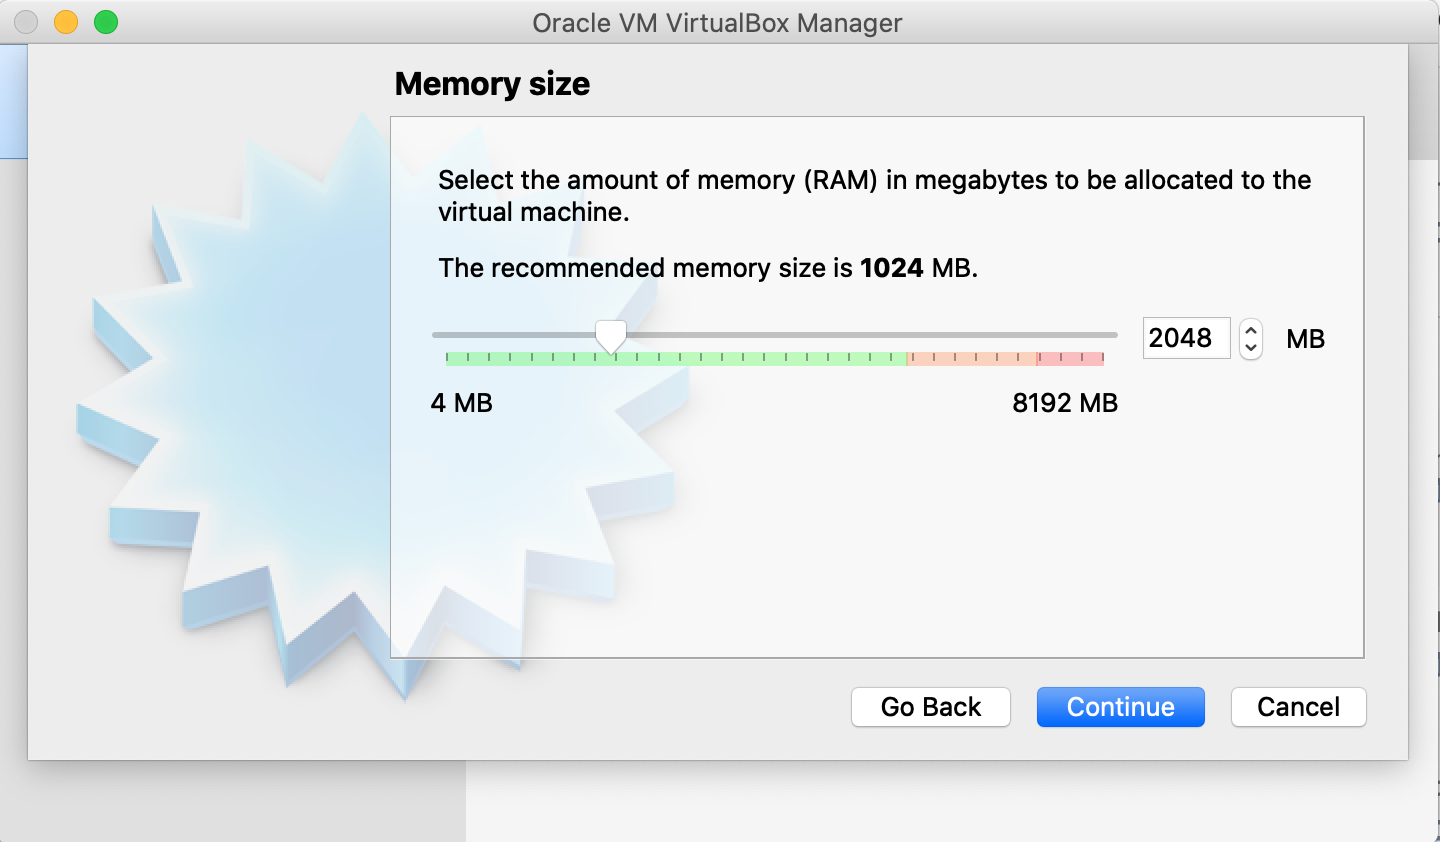 Oracle VM VirtualBox Manager
Memory size
Select the amount of memory (RAM) in megabytes to be allocated to the
virtual machine.
The recommended memory size is 1024 MB.
2048 MB
4 MB 8192 MB
Go Back Continue Cancel